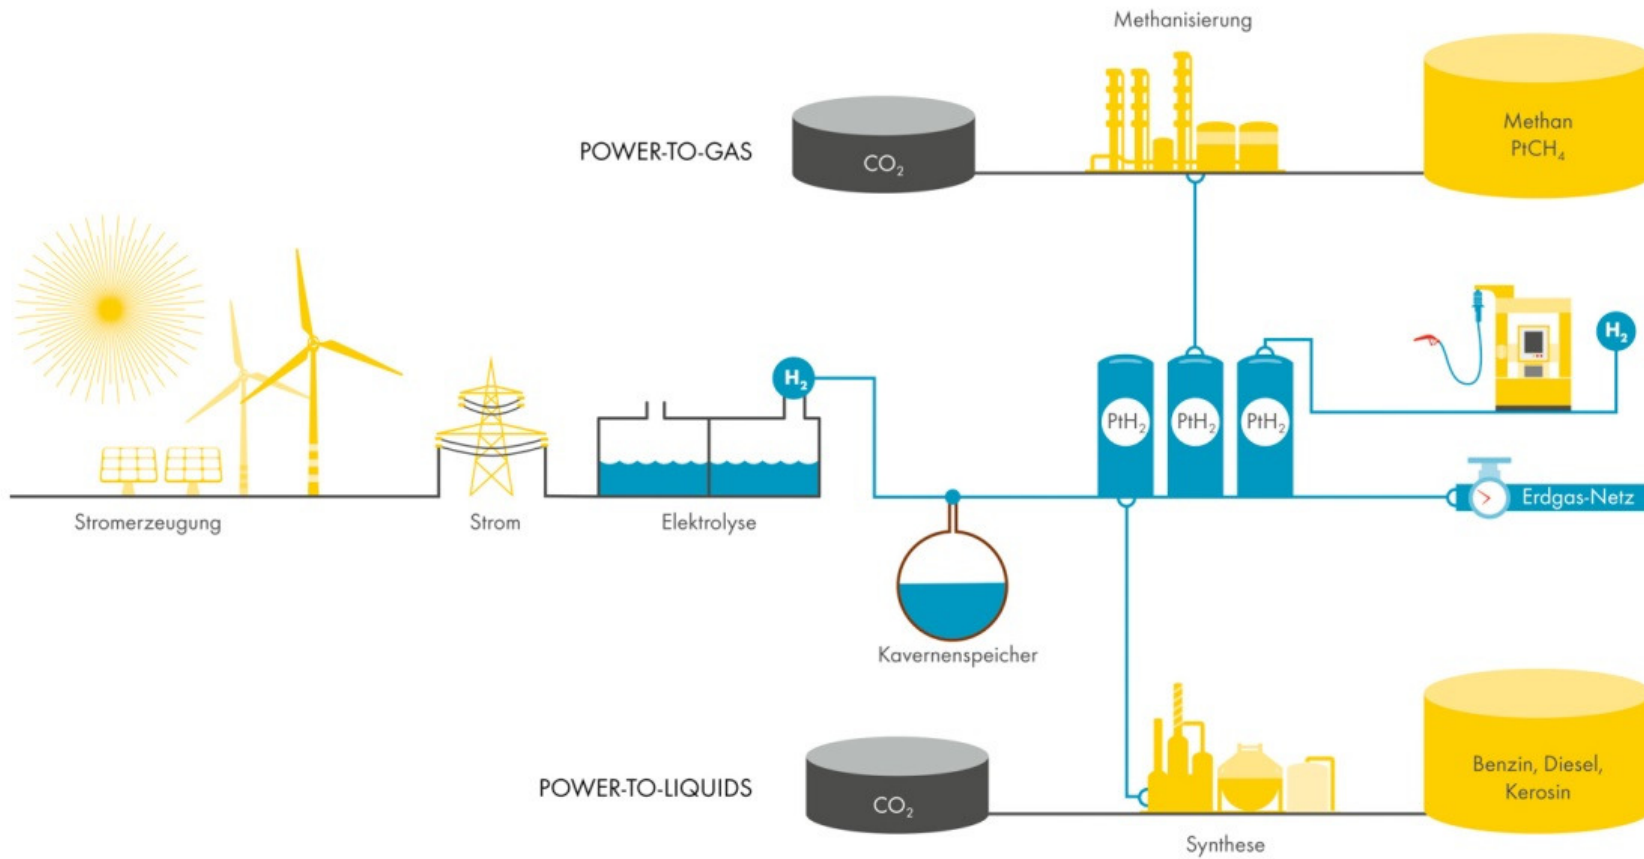 Methanisierung
POWER-TO-GAS
CO₂
Methan
PtCH₄
H₂
H₂
PtH₂
PtH₂
PtH₂
Erdgas-Netz
Stromerzeugung
Strom
Elektrolyse
Kavernenspeicher
POWER-TO-LIQUIDS
CO₂
Benzin, Diesel,
Kerosin
Synthese